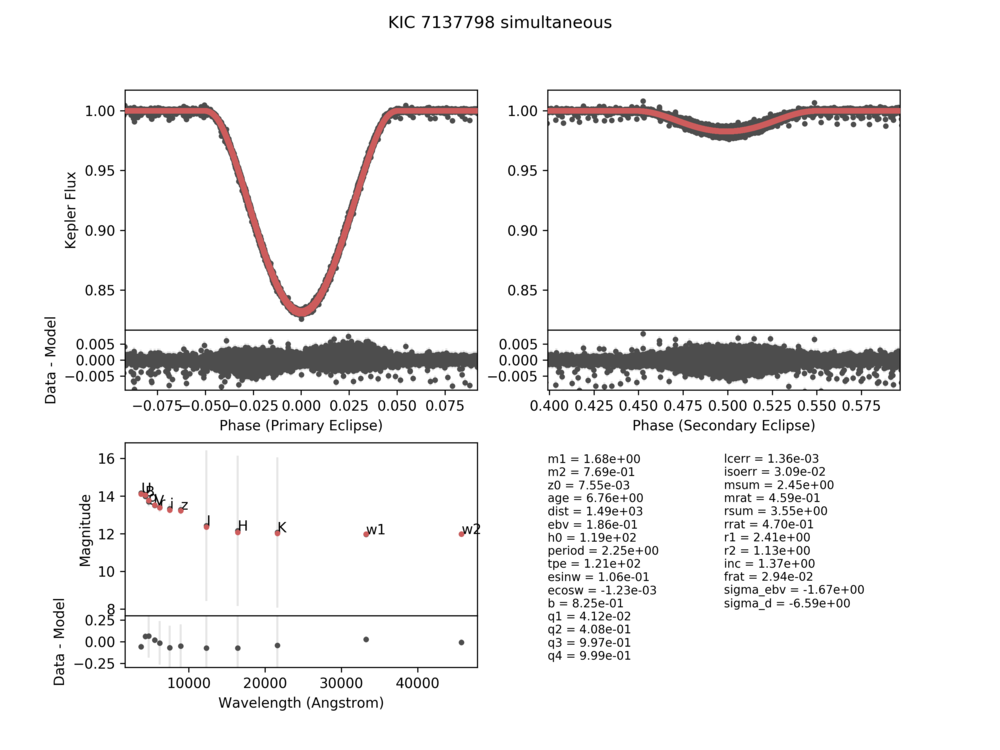 KIC 7137798 simultaneous
1.00
0.95
0.90
0.85
Kepler Flux
0.005
0.000
−0.005
Data - Model
−0.075 −0.050 −0.025 0.000 0.025 0.050 0.075
Phase (Primary Eclipse)
1.00
0.95
0.90
0.85
0.005
0.000
−0.005
0.400 0.425 0.450 0.475 0.500 0.525 0.550 0.575
Phase (Secondary Eclipse)
16
14
12
10
8
Magnitude
U
B
V
r
i
z
J
H
K
w1
w2
0.25
0.00
−0.25
Data - Model
10000 20000 30000 40000
Wavelength (Angstrom)
m1 = 1.68e+00
m2 = 7.69e-01
z0 = 7.55e-03
age = 6.76e+00
dist = 1.49e+03
ebv = 1.86e-01
h0 = 1.19e+02
period = 2.25e+00
tpe = 1.21e+02
esinw = 1.06e-01
ecosw = -1.23e-03
b = 8.25e-01
q1 = 4.12e-02
q2 = 4.08e-01
q3 = 9.97e-01
q4 = 9.99e-01
lcerr = 1.36e-03
isoerr = 3.09e-02
msum = 2.45e+00
mrat = 4.59e-01
rsum = 3.55e+00
rrat = 4.70e-01
r1 = 2.41e+00
r2 = 1.13e+00
inc = 1.37e+00
frat = 2.94e-02
sigma_ebv = -1.67e+00
sigma_d = -6.59e+00